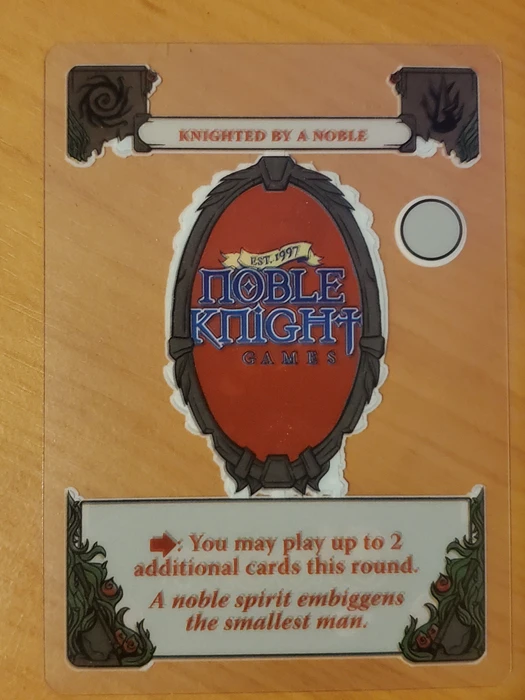 KNIGHTED BY A NOBLE
EST. 1997
NOBLE
KNIGHT
GAMES
: You may play up to 2
additional cards this round.
A noble spirit embiggens
the smallest man.